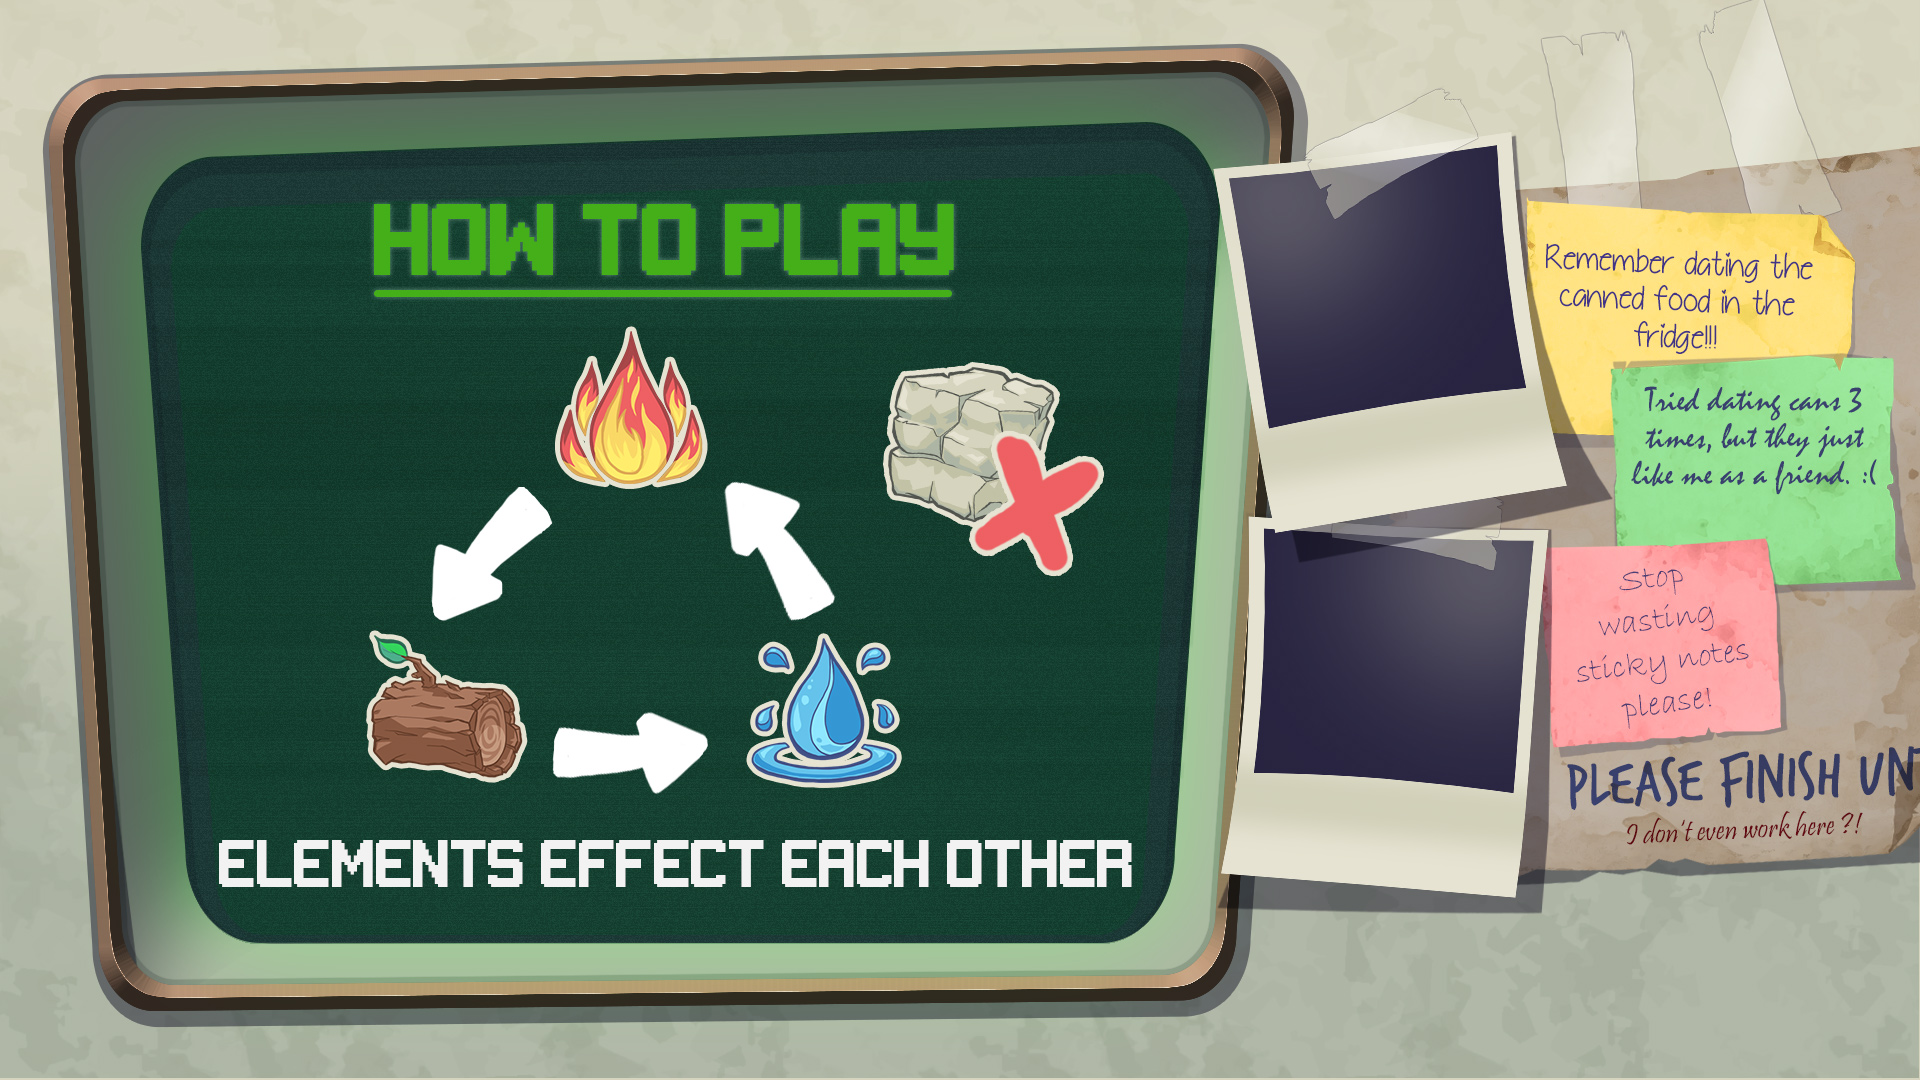 HOW TO PLAY
ELEMENTS EFFECT EACH OTHER
Remember dating the
canned food in the
fridge!!!
Tried dating cans 3
times, but they just
like me as a friend. :(
Stop
wasting
sticky notes
please!
PLEASE FINISH UN
I don't even work here ?!